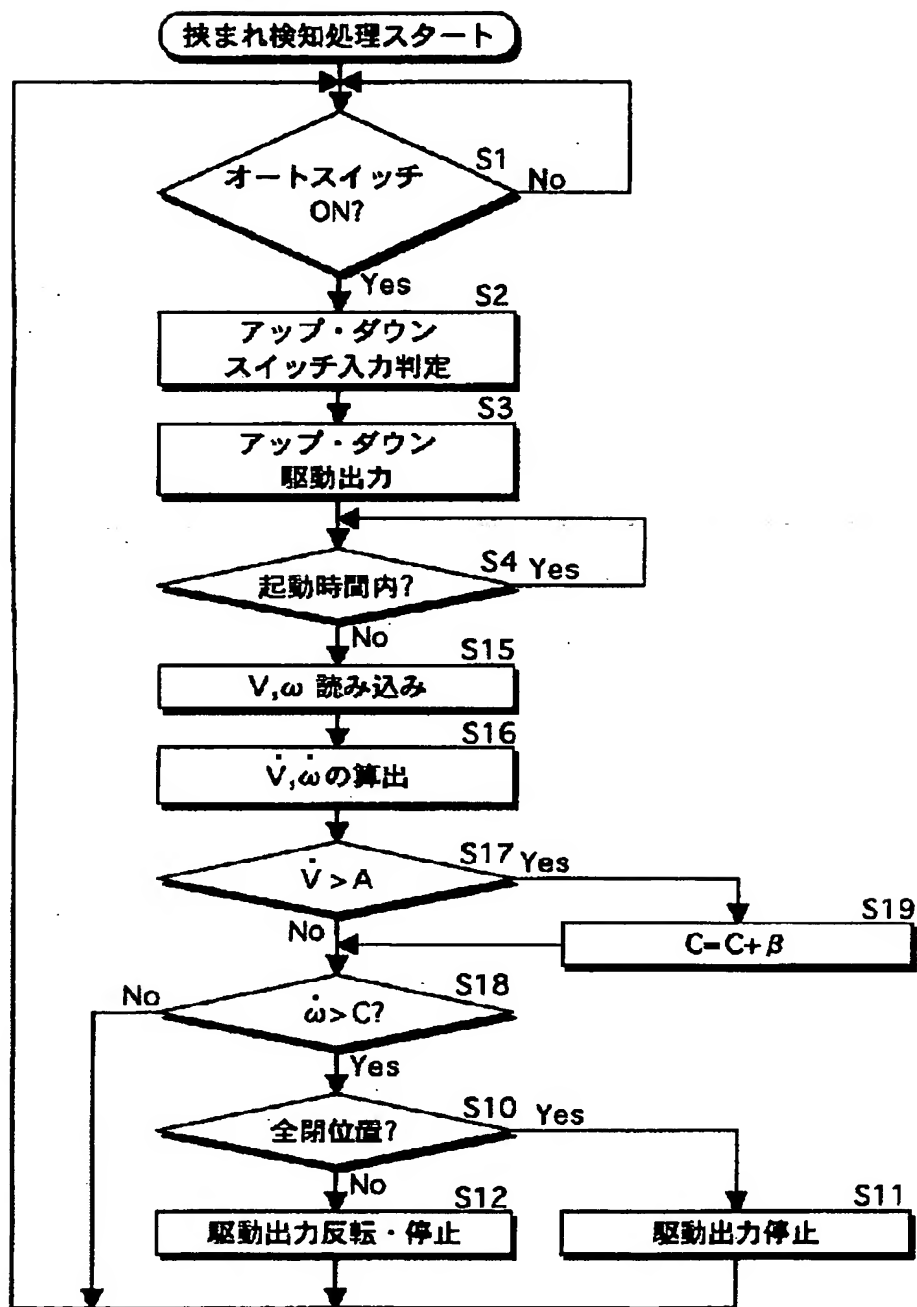 挟まれ検知処理スタート
S1
オートスイッチ
ON?
No
Yes
S2
アップ・ダウン
スイッチ入力判定
S3
アップ・ダウン
駆動出力
S4
起動時間内?
Yes
No
S15
V,ω 読み込み
S16
V̇,ω̇の算出
S17
V̇>A
Yes
No
S19
C=C+β
S18
ω̇>C?
No
Yes
S10
全閉位置?
Yes
No
S12
駆動出力反転・停止
S11
駆動出力停止